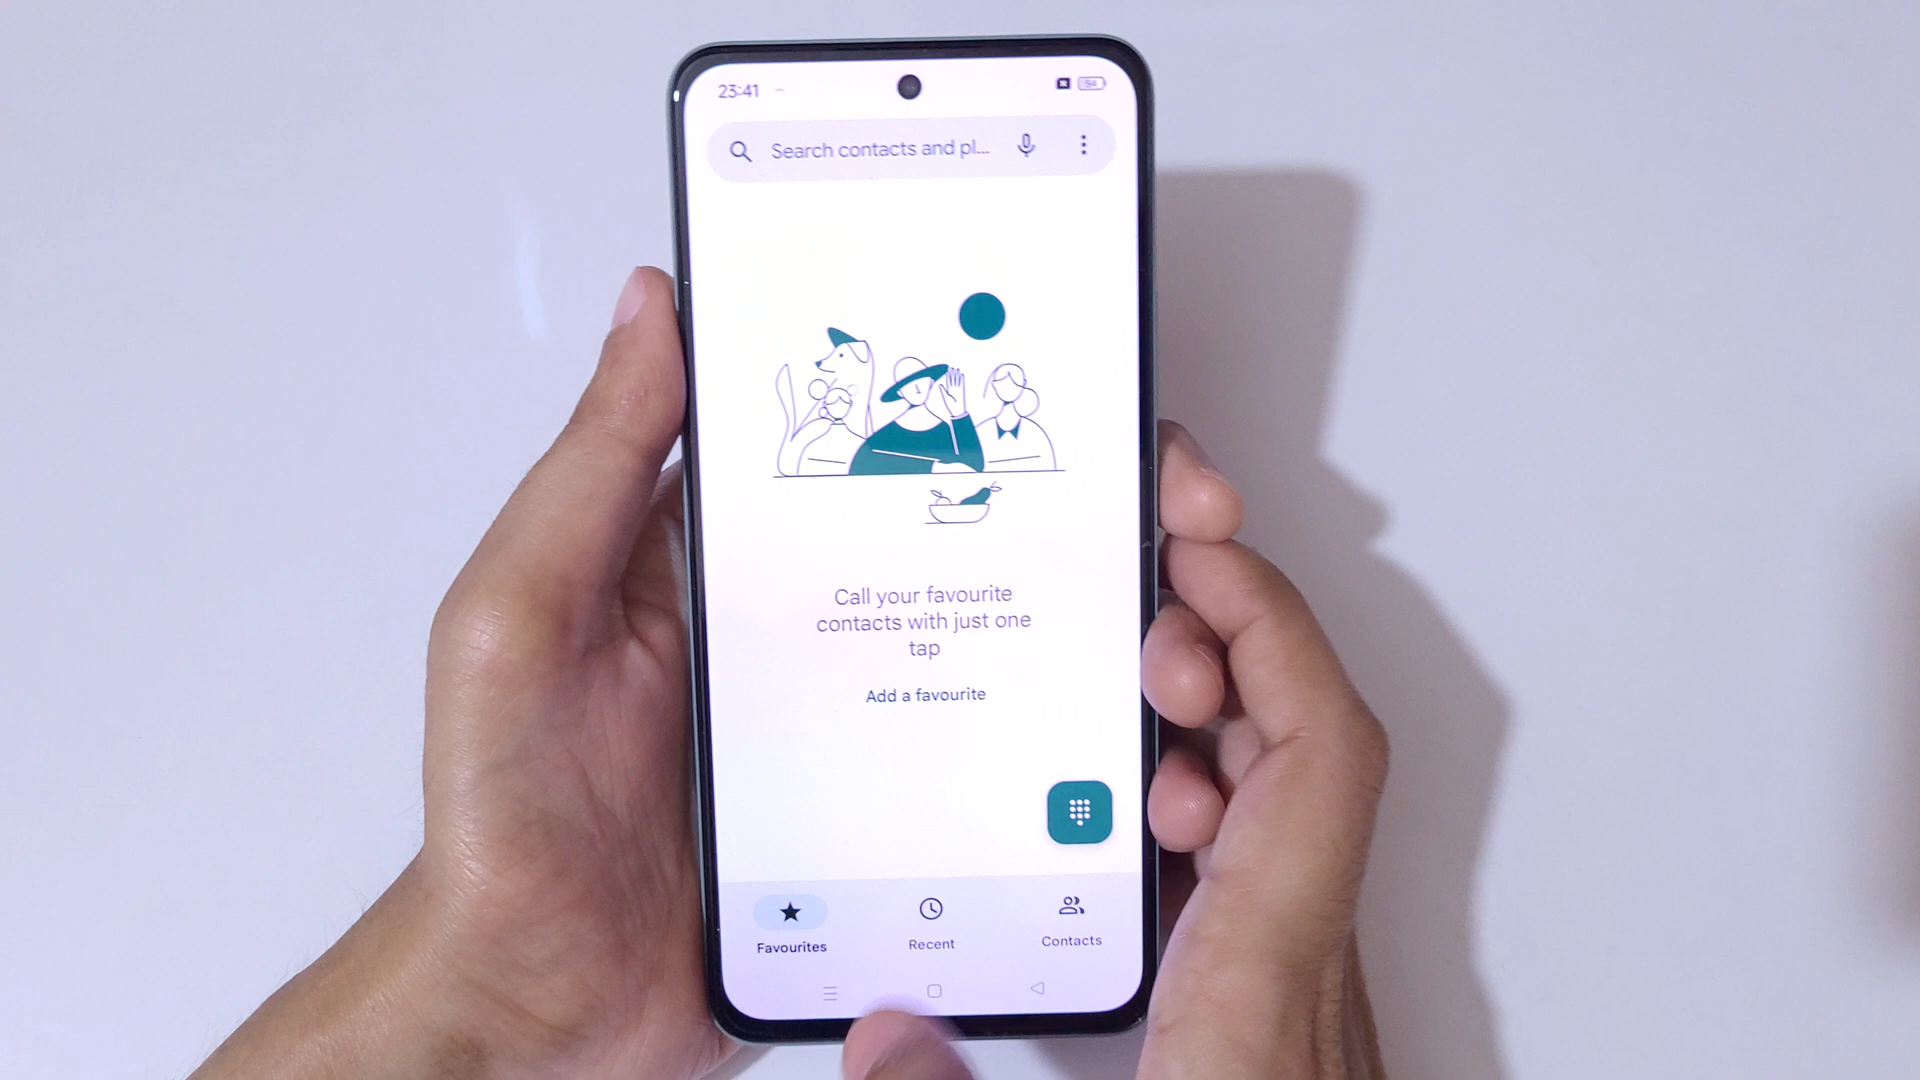 23:41
54
Search contacts and pl...
Call your favourite
contacts with just one
tap
Add a favourite
Favourites
Recent
Contacts